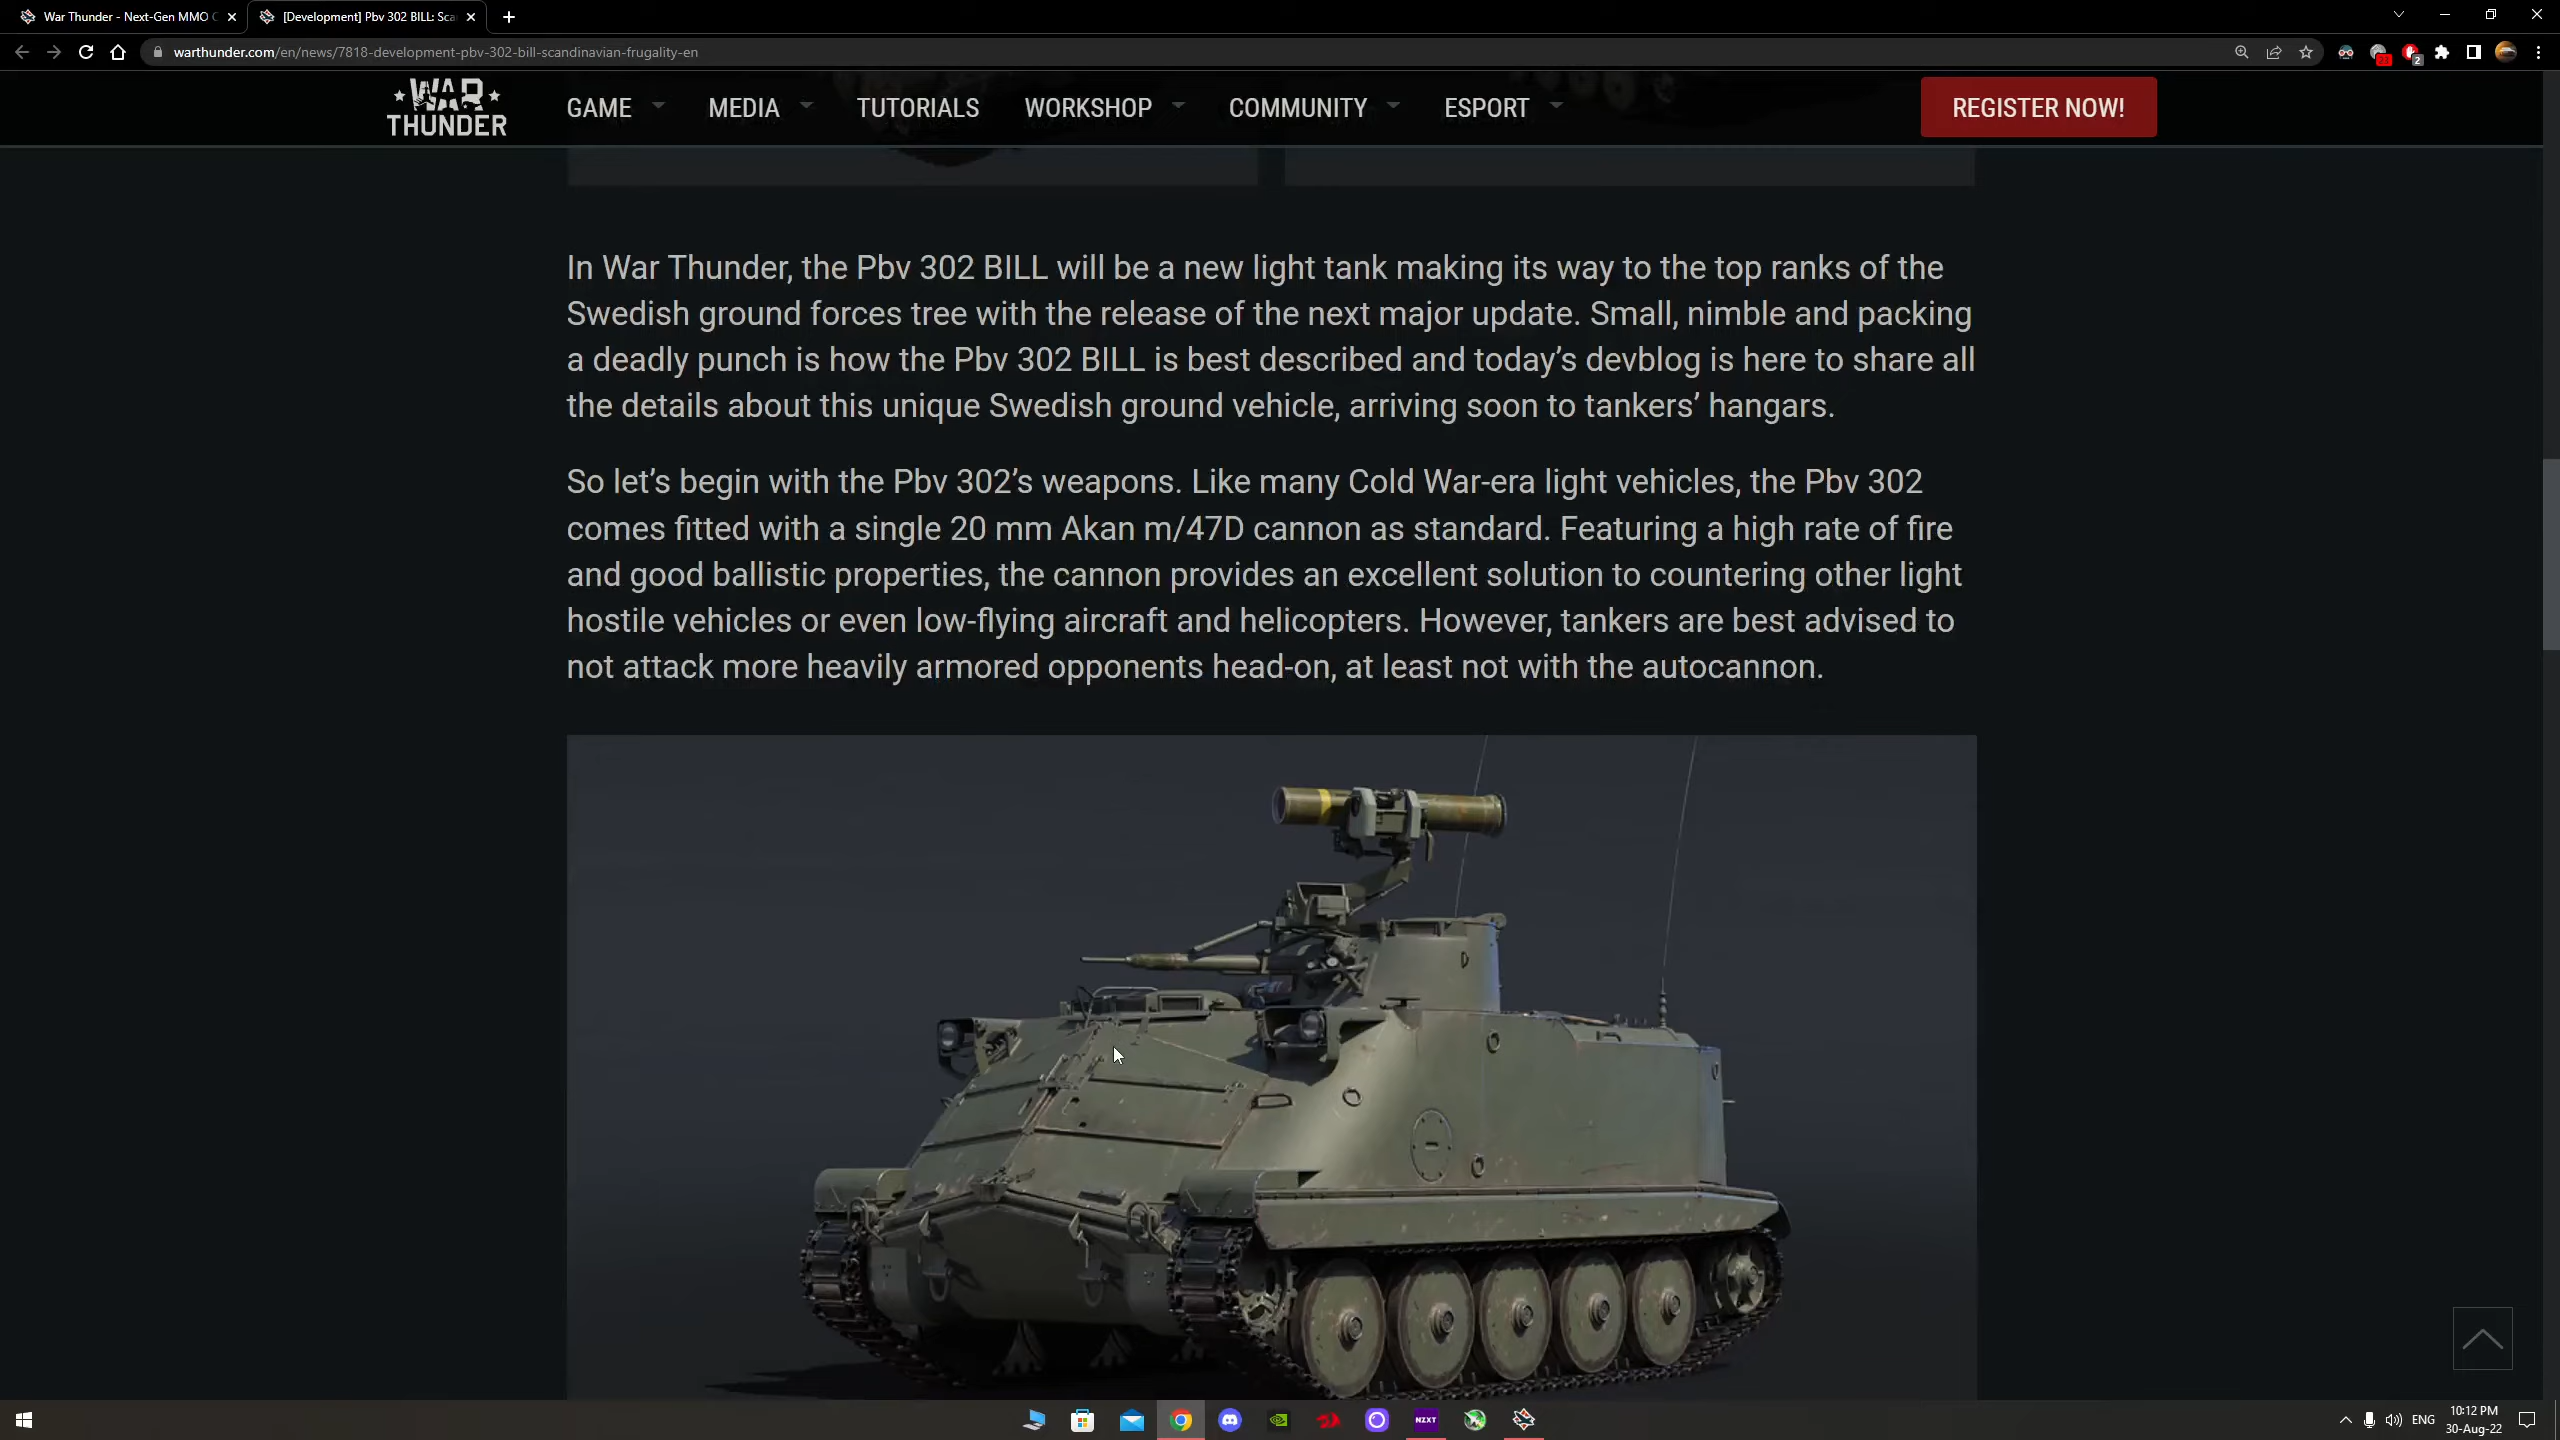 War Thunder - Next-Gen MMO C
[Development] Pbv 302 BILL: Sca
warthunder.com/en/news/7818-development-pbv-302-bill-scandinavian-frugality-en
23
2
WAR
THUNDER
GAME
MEDIA
TUTORIALS
WORKSHOP
COMMUNITY
ESPORT
REGISTER NOW!
In War Thunder, the Pbv 302 BILL will be a new light tank making its way to the top ranks of the
Swedish ground forces tree with the release of the next major update. Small, nimble and packing
a deadly punch is how the Pbv 302 BILL is best described and today’s devblog is here to share all
the details about this unique Swedish ground vehicle, arriving soon to tankers’ hangars.
So let’s begin with the Pbv 302’s weapons. Like many Cold War-era light vehicles, the Pbv 302
comes fitted with a single 20 mm Akan m/47D cannon as standard. Featuring a high rate of fire
and good ballistic properties, the cannon provides an excellent solution to countering other light
hostile vehicles or even low-flying aircraft and helicopters. However, tankers are best advised to
not attack more heavily armored opponents head-on, at least not with the autocannon.
NZXT
ENG
10:12 PM
30-Aug-22